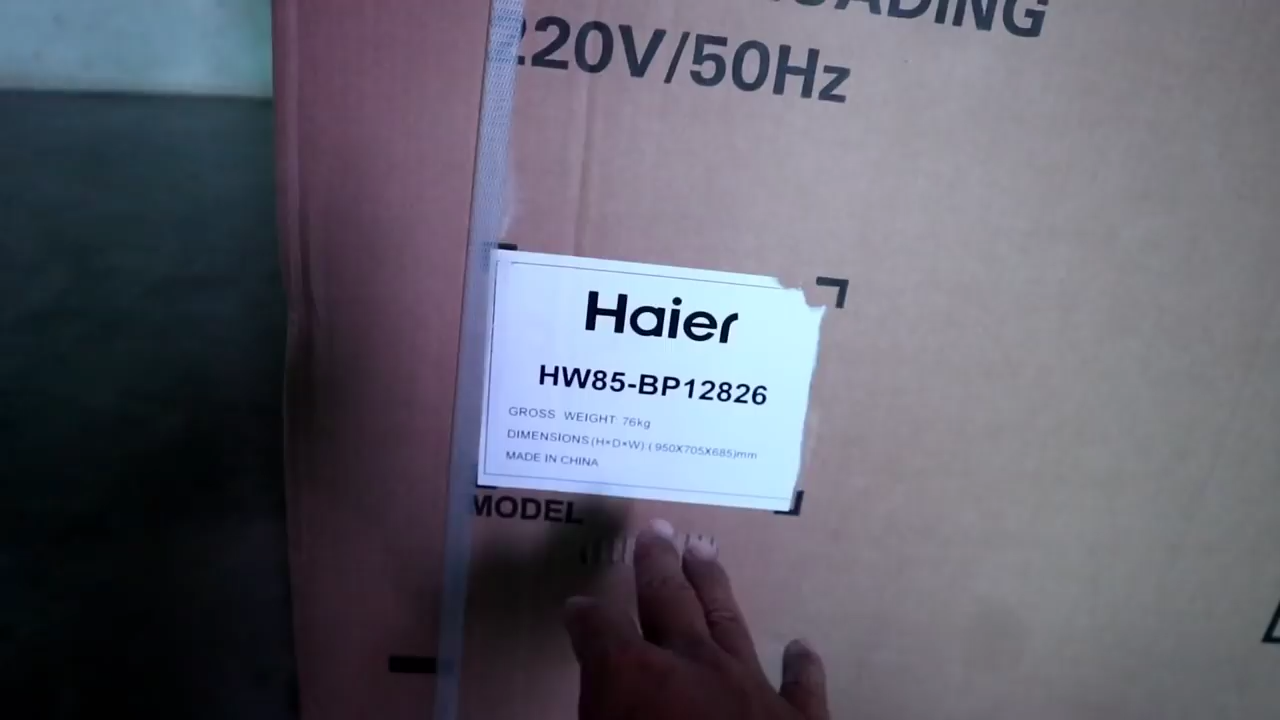 220V/50Hz
Haier
HW85-BP12826
GROSS WEIGHT: 76kg
DIMENSIONS(H×D×W):(950X705X685)mm
MADE IN CHINA
MODEL